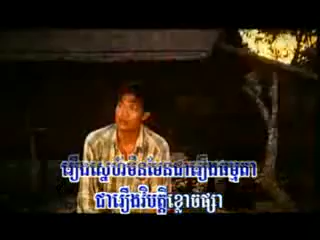 រឿងស្នេហ៍មិនមែនជារឿងធម្មតា
ជារឿងវិបត្តិខ្លោចផ្សា